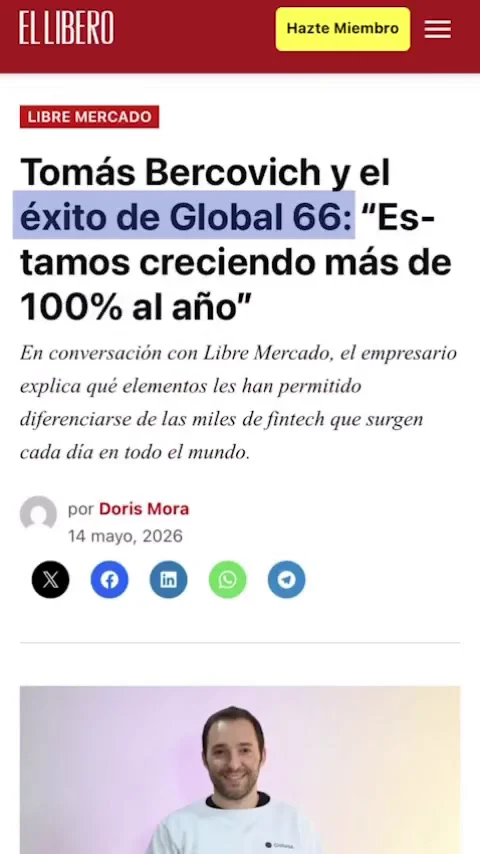 EL LIBERO
Hazte Miembro
LIBRE MERCADO
Tomás Bercovich y el
éxito de Global 66: “Es-
tamos creciendo más de
100% al año”
En conversación con Libre Mercado, el empresario
explica qué elementos les han permitido
diferenciarse de las miles de fintech que surgen
cada día en todo el mundo.
por Doris Mora
14 mayo, 2026